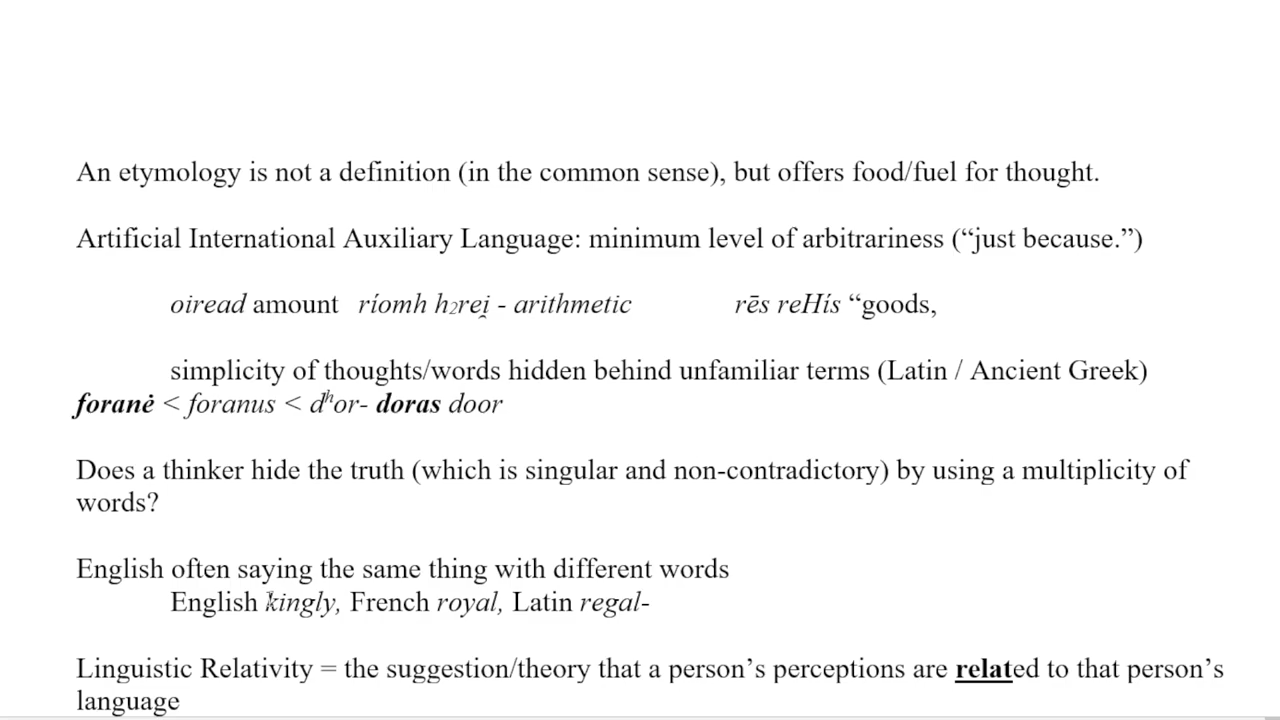 An etymology is not a definition (in the common sense), but offers food/fuel for thought.
Artificial International Auxiliary Language: minimum level of arbitrariness (“just because.”)
oiread amount ríomh h₂rei̯ - arithmetic rēs reHís “goods,
simplicity of thoughts/words hidden behind unfamiliar terms (Latin / Ancient Greek)
foranė < foranus < dʰor- doras door
Does a thinker hide the truth (which is singular and non-contradictory) by using a multiplicity of
words?
English often saying the same thing with different words
English kingly, French royal, Latin regal-
Linguistic Relativity = the suggestion/theory that a person’s perceptions are related to that person’s
language